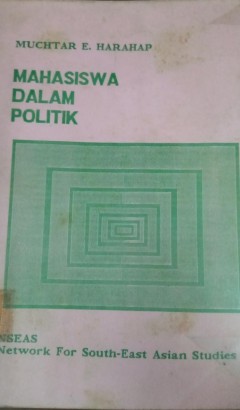 MUCHTAR E. HARAHAP
MAHASISWA
DALAM
POLITIK
NSEAS
Network For South-East Asian Studies